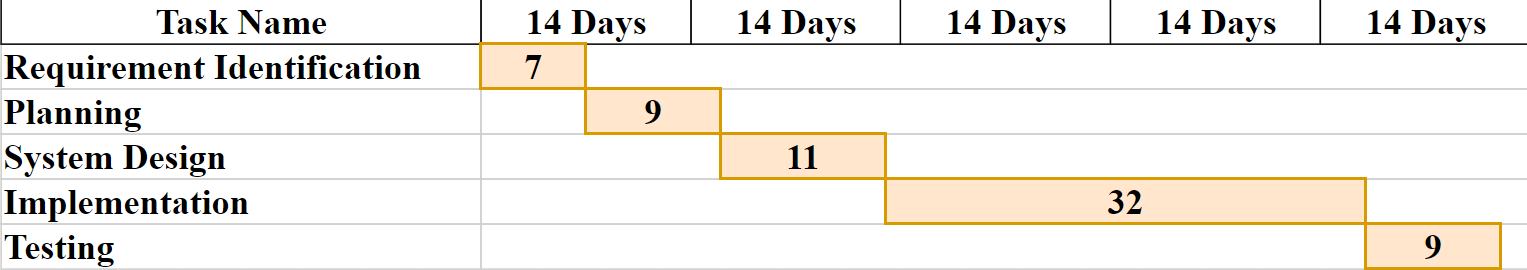 Task Name 14 Days 14 Days 14 Days 14 Days 14 Days
Requirement Identification 7
Planning 9
System Design 11
Implementation 32
Testing 9